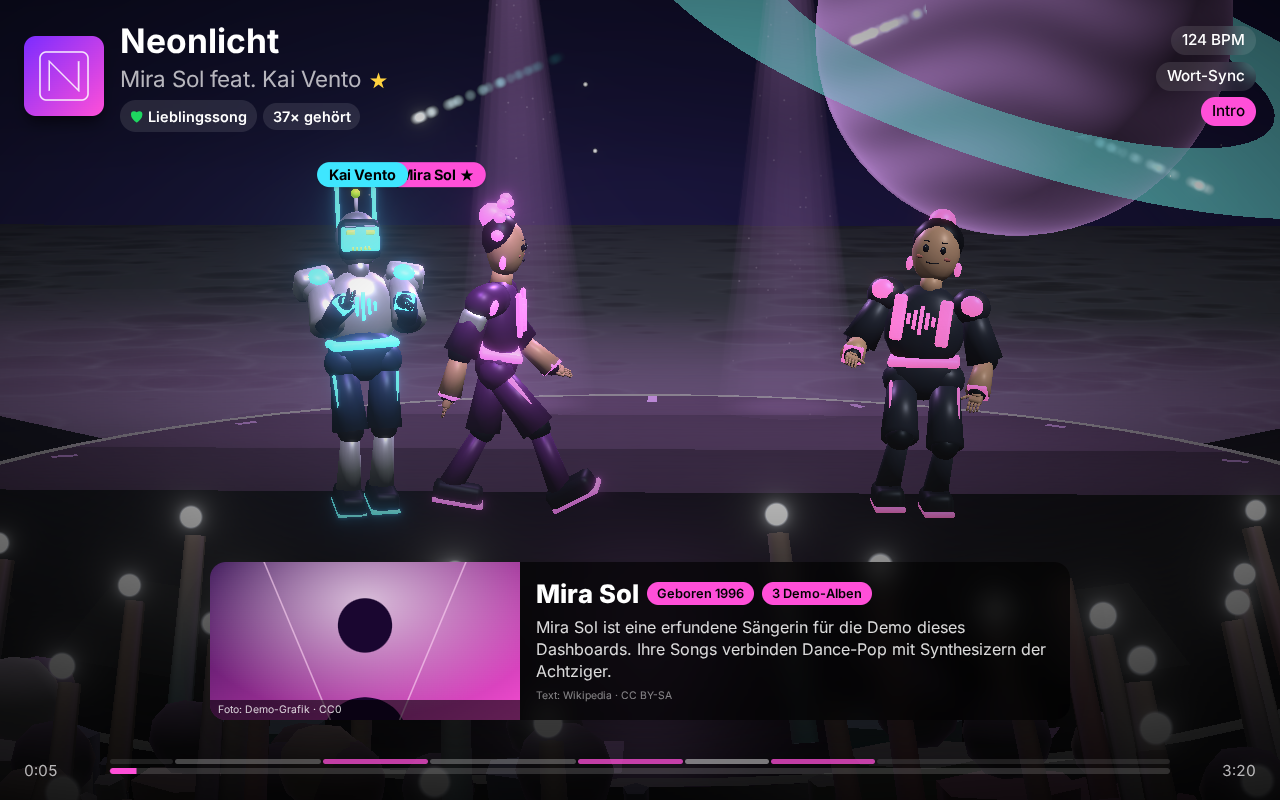 N
Neonlicht
Mira Sol feat. Kai Vento ★
Lieblingssong
37× gehört
124 BPM
Wort-Sync
Intro
Kai Vento
Mira Sol ★
Mira Sol
Geboren 1996
3 Demo-Alben
Mira Sol ist eine erfundene Sängerin für die Demo dieses
Dashboards. Ihre Songs verbinden Dance-Pop mit Synthesizern der
Achtziger.
Text: Wikipedia · CC BY-SA
Foto: Demo-Grafik · CC0
0:05
3:20